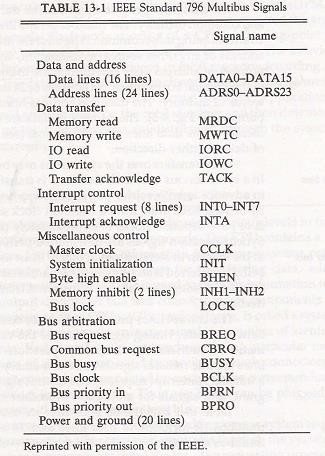 TABLE 13-1 IEEE Standard 796 Multibus Signals
Signal name
Data and address
Data lines (16 lines) DATA0–DATA15
Address lines (24 lines) ADRS0–ADRS23
Data transfer
Memory read MRDC
Memory write MWTC
IO read IORC
IO write IOWC
Transfer acknowledge TACK
Interrupt control
Interrupt request (8 lines) INT0–INT7
Interrupt acknowledge INTA
Miscellaneous control
Master clock CCLK
System initialization INIT
Byte high enable BHEN
Memory inhibit (2 lines) INH1–INH2
Bus lock LOCK
Bus arbitration
Bus request BREQ
Common bus request CBRQ
Bus busy BUSY
Bus clock BCLK
Bus priority in BPRN
Bus priority out BPRO
Power and ground (20 lines)
Reprinted with permission of the IEEE.